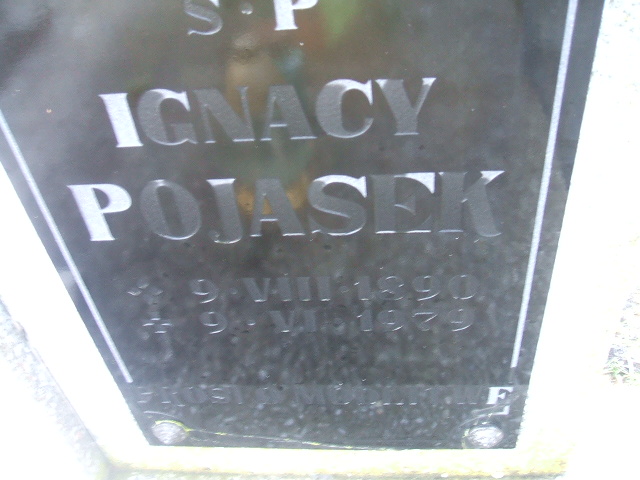 Ś·P
IGNACY
POJASEK
* 9·VIII·1890
† 9·VI·1979
PROSI O MODLITWĘ